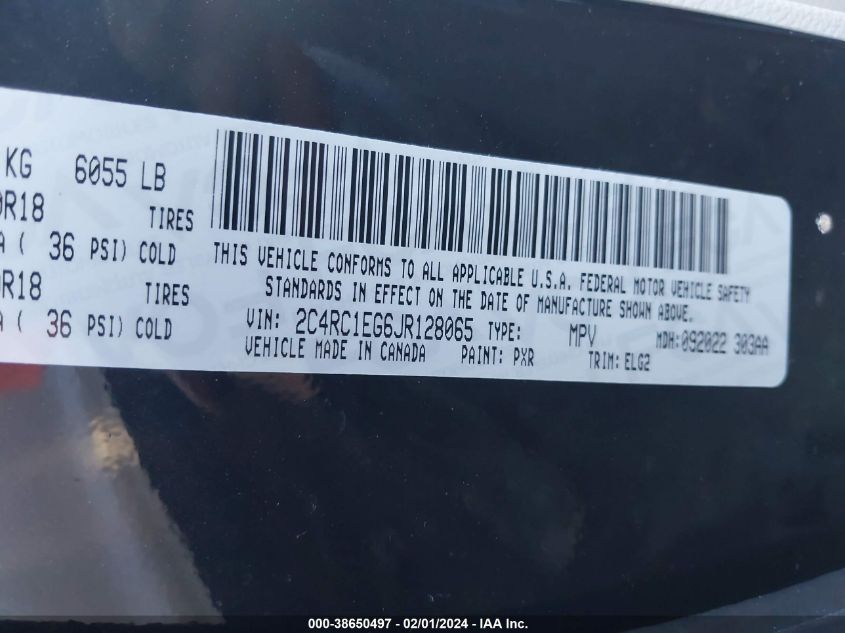 KG 6055 LB
0R18 TIRES
A ( 36 PSI) COLD
0R18 TIRES
A ( 36 PSI) COLD
THIS VEHICLE CONFORMS TO ALL APPLICABLE U.S.A. FEDERAL MOTOR VEHICLE SAFETY
STANDARDS IN EFFECT ON THE DATE OF MANUFACTURE SHOWN ABOVE.
VIN: 2C4RC1EG6JR128065 TYPE: MPV MDH:092022 303AA
VEHICLE MADE IN CANADA PAINT: PXR TRIM: ELG2
000-38650497 - 02/01/2024 - IAA Inc.